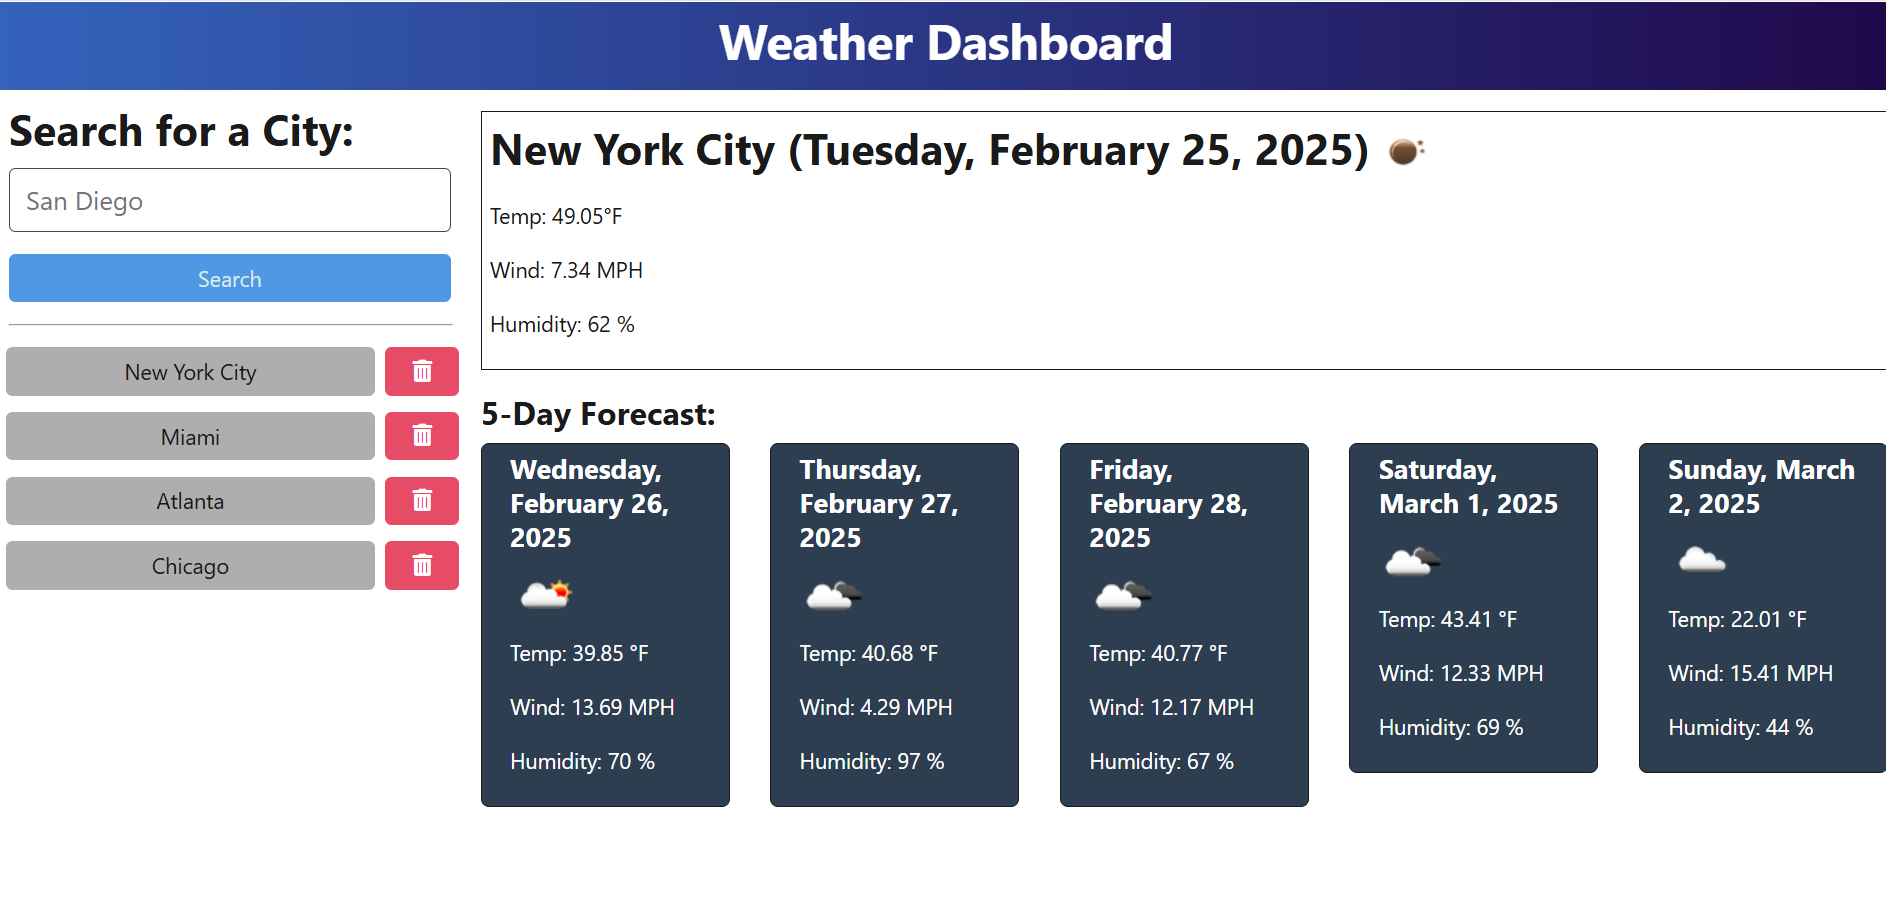 Weather Dashboard
Search for a City:
San Diego
Search
New York City
Miami
Atlanta
Chicago
New York City (Tuesday, February 25, 2025)
Temp: 49.05°F
Wind: 7.34 MPH
Humidity: 62 %
5-Day Forecast:
Wednesday,
February 26,
2025
Temp: 39.85 °F
Wind: 13.69 MPH
Humidity: 70 %
Thursday,
February 27,
2025
Temp: 40.68 °F
Wind: 4.29 MPH
Humidity: 97 %
Friday,
February 28,
2025
Temp: 40.77 °F
Wind: 12.17 MPH
Humidity: 67 %
Saturday,
March 1, 2025
Temp: 43.41 °F
Wind: 12.33 MPH
Humidity: 69 %
Sunday, March
2, 2025
Temp: 22.01 °F
Wind: 15.41 MPH
Humidity: 44 %